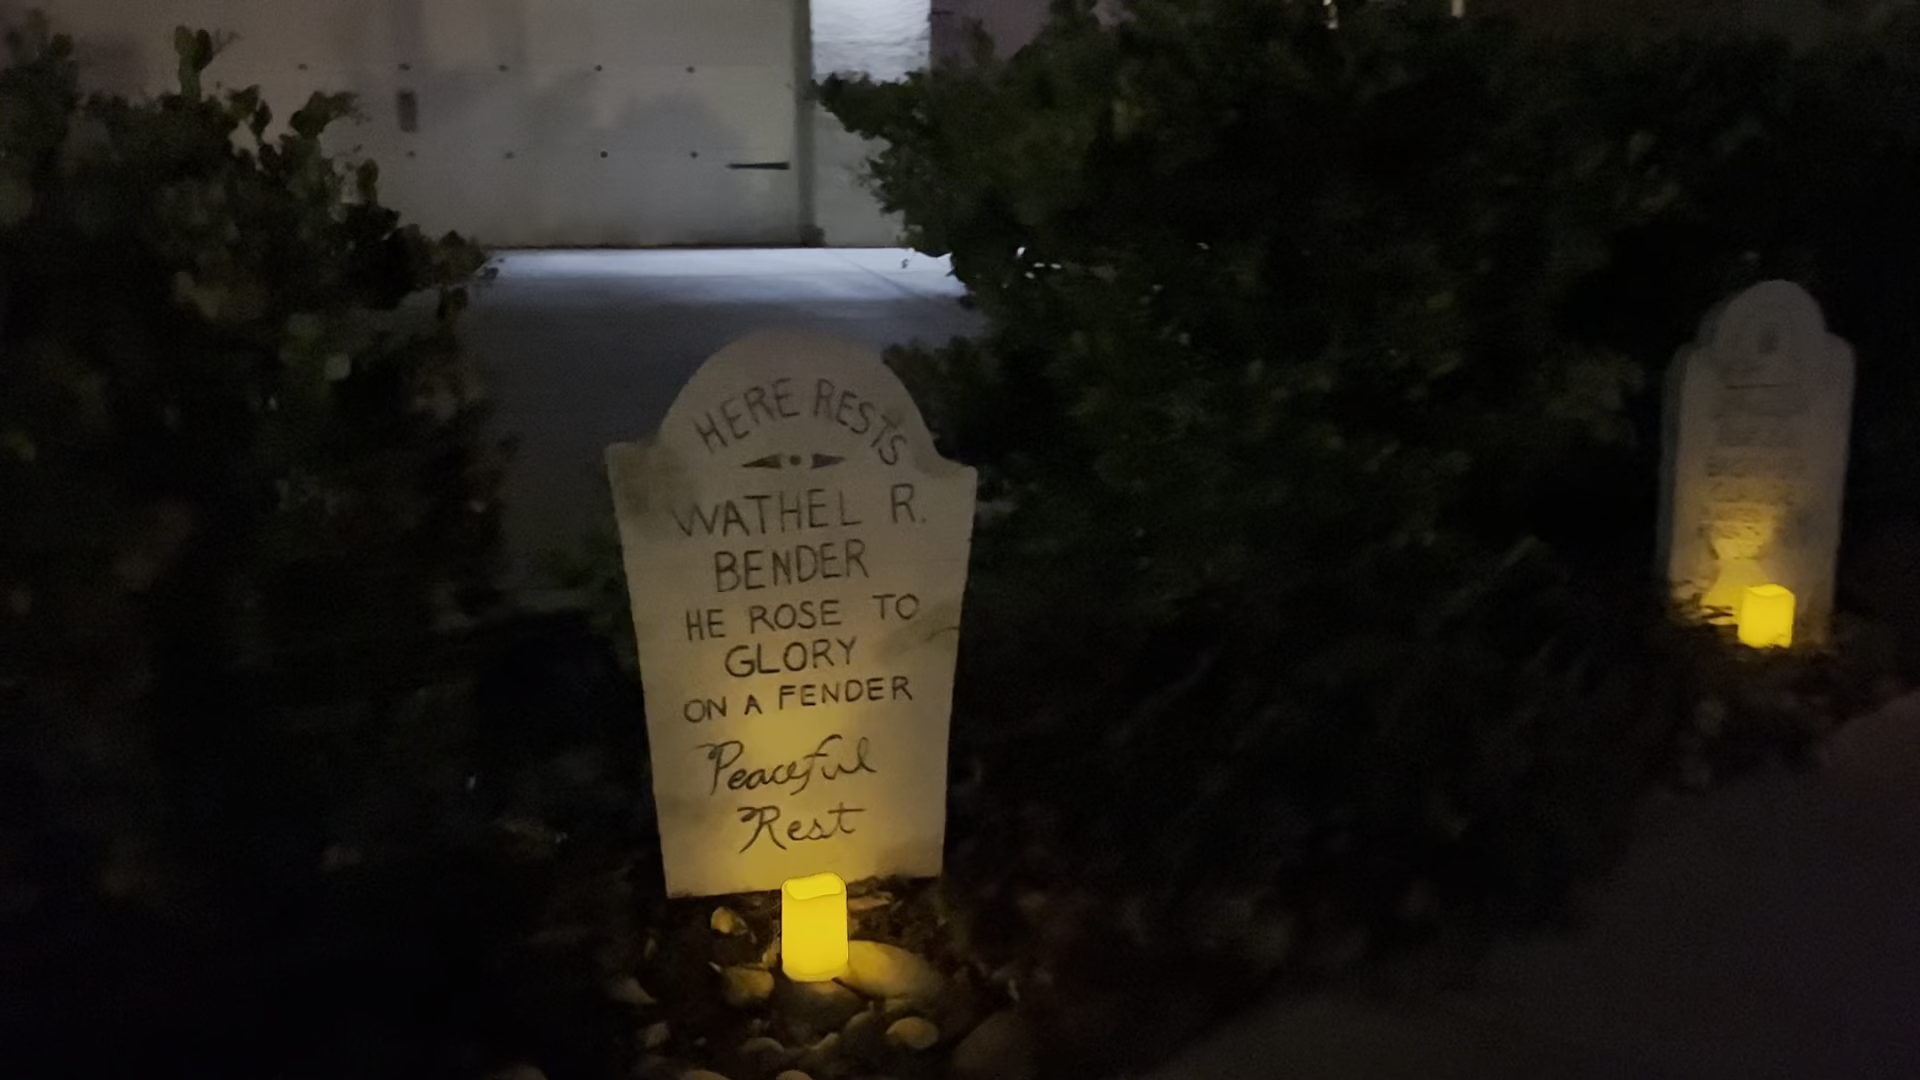 HERE RESTS
WATHEL R.
BENDER
HE ROSE TO
GLORY
ON A FENDER
Peaceful
Rest